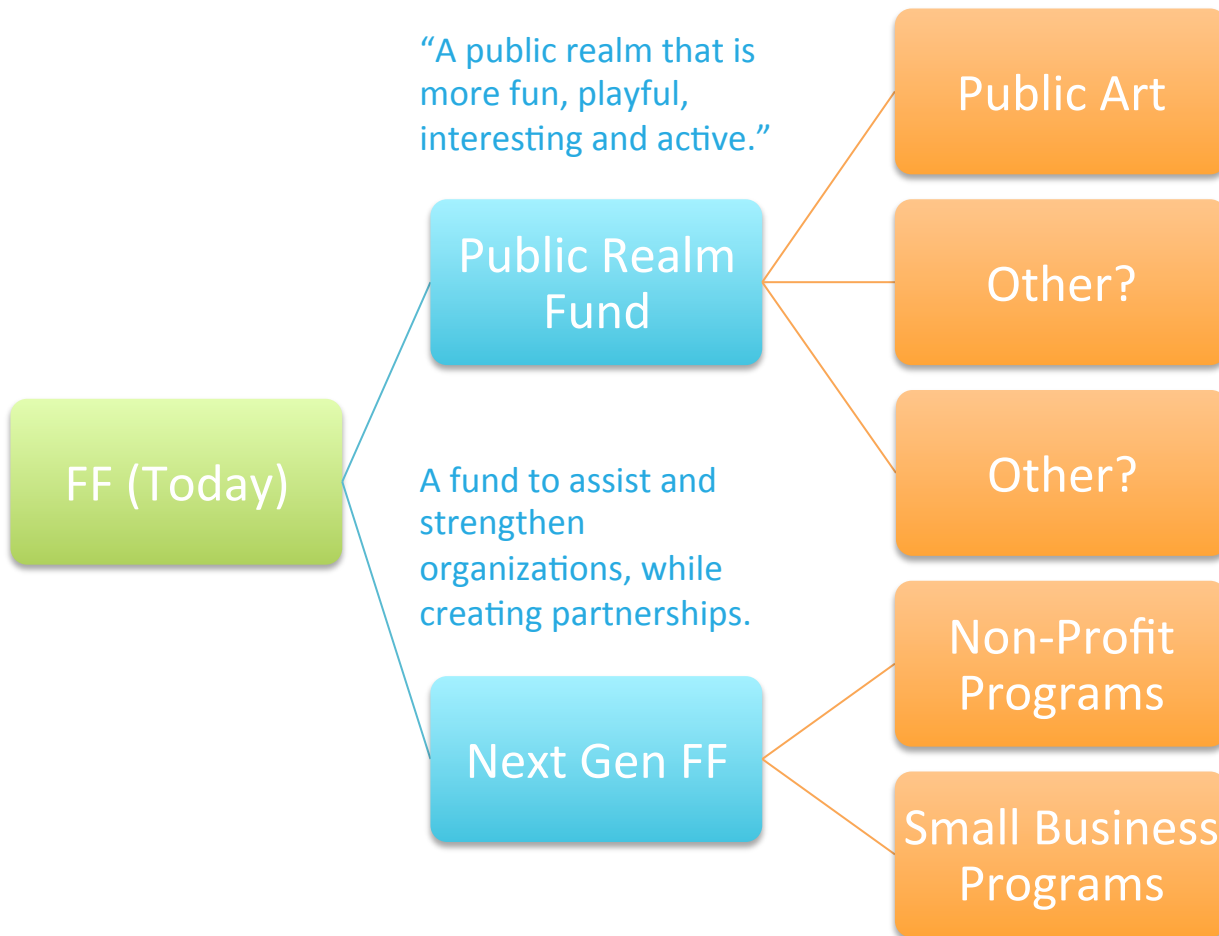 “A public realm that is
more fun, playful,
interesting and active.”
Public Art
Public Realm
Fund
Other?
FF (Today)
Other?
A fund to assist and
strengthen
organizations, while
creating partnerships.
Non-Profit
Programs
Next Gen FF
Small Business
Programs